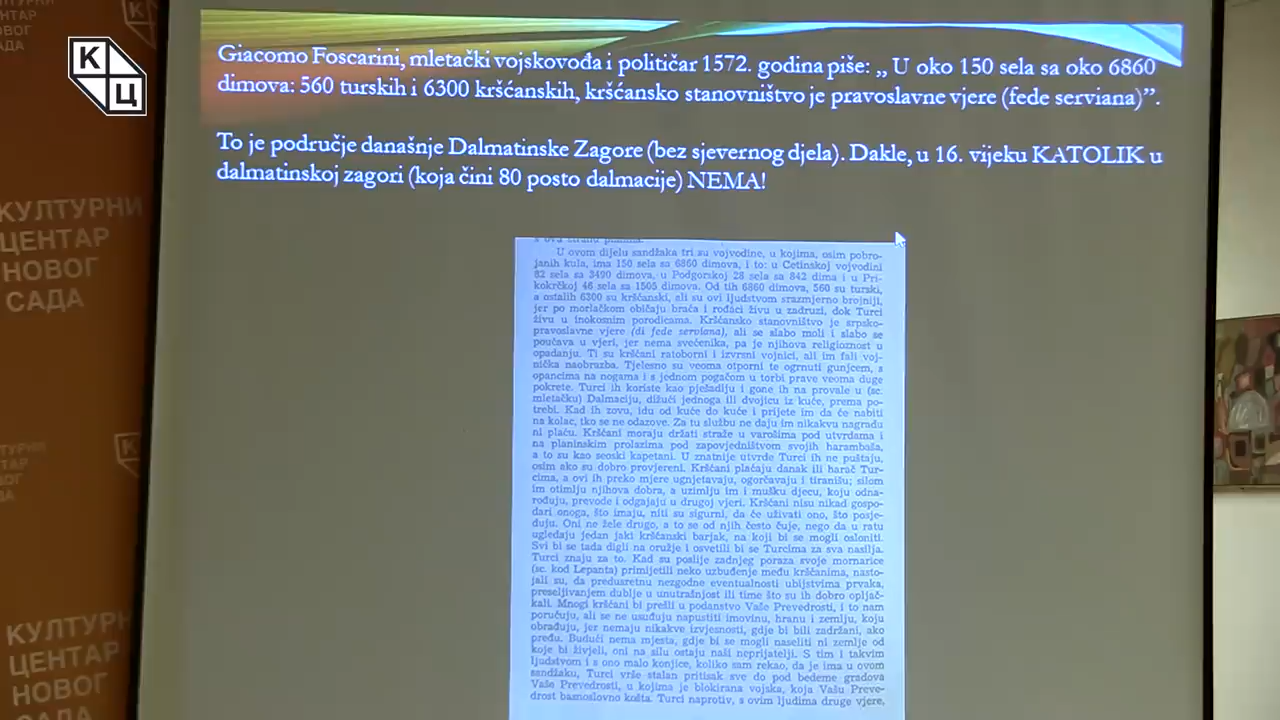 НОВОГ
САДА
К
Ц
Giacomo Foscarini, mletački vojskovođa i političar 1572. godina piše: „ U oko 150 sela sa oko 6860
dimova: 560 turskih i 6300 kršćanskih, kršćansko stanovništvo je pravoslavne vjere (fede serviana)”.
To je područje današnje Dalmatinske Zagore (bez sjevernog djela). Dakle, u 16. vijeku KATOLIK u
dalmatinskoj zagori (koja čini 80 posto dalmacije) NEMA!
КУЛТУРНИ
ЦЕНТАР
НОВОГ
САДА
s ovu stranu planina.
U ovom dijelu sandžaka tri su vojvodine, u kojima, osim pobro-
janih kula, ima 150 sela sa 6860 dimova, i to: u Cetinskoj vojvodini
82 sela sa 3490 dimova, u Podgorskoj 28 sela sa 842 dima i u Pri-
kokrčkoj 46 sela sa 1505 dimova. Od tih 6860 dimova, 560 su turski,
a ostalih 6300 su kršćanski, ali su ovi ljudstvom srazmjerno brojniji,
jer po morlačkom običaju braća i rođaci živu u zadruzi, dok Turci
živu u inokosnim porodicama. Kršćansko stanovništvo je srpsko-
pravoslavne vjere (di fede serviana), ali se slabo moli i slabo se
poučava u vjeri, jer nema svećenika, pa je njihova religioznost u
opadanju. Ti su kršćani ratoborni i izvrsni vojnici, ali im fali voj-
nička naobrazba. Tjelesno su veoma otporni te ogrnuti gunjcem, s
opancima na nogama i s jednom pogačom u torbi prave veoma duge
pokrete. Turci ih koriste kao pješadiju i gone ih na provale u (sc.
mletačku) Dalmaciju, dižući jednoga ili dvojicu iz kuće, prema po-
trebi. Kad ih zovu, idu od kuće do kuće i prijete im da će nabiti
na kolac, tko se ne odazove. Za tu službu ne daju im nikakvu nagradu
ni plaću. Kršćani moraju držati straže u varošima pod utvrdama i
na planinskim prolazima pod zapovjedništvom svojih harambaša,
a to su kao seoski kapetani. U znatnije utvrde Turci ih ne puštaju,
osim ako su dobro provjereni. Kršćani plaćaju danak ili harač Tur-
cima, a ovi ih preko mjere ugnjetavaju, ogorčavaju i tiranišu; silom
im otimlju njihova dobra, a uzimlju im i mušku djecu, koju odna-
rođuju, prevode i odgajaju u drugoj vjeri. Kršćani nisu nikad gospo-
dari onoga, što imaju, niti su sigurni, da će uživati ono, što posje-
duju. Oni ne žele drugo, a to se od njih često čuje, nego da u ratu
ugledaju jedan jaki kršćanski barjak, na koji bi se mogli osloniti.
Svi bi se tada digli na oružje i osvetili bi se Turcima za sva nasilja.
Turci znaju za to. Kad su poslije zadnjeg poraza svoje mornarice
(sc. kod Lepanta) primijetili neko uzbuđenje među kršćanima, nasto-
jali su, da predusretnu nezgodne eventualnosti ubijstvima prvaka,
preseljivanjem dublje u unutrašnjost ili time što su ih dobro opljač-
kali. Mnogi kršćani bi prešli u podanstvo Vaše Prevedrosti, i to nam
poručuju, ali se ne usuđuju napustiti imovinu, hranu i zemlju, koju
obrađuju, jer nemaju nikakve izvjesnosti, gdje bi bili zadržani, ako
pređu. Budući nema mjesta, gdje bi se mogli naseliti ni zemlje od
koje bi živjeli, oni na silu ostaju naši neprijatelji. S tim i takvim
ljudstvom i s ono malo konjice, koliko sam rekao, da je ima u ovom
sandžaku, Turci vrše stalan pritisak sve do pod bedeme gradova
Vaše Prevedrosti, u kojima je blokirana vojska, koja Vašu Preve-
drost bamoslovno košta. Turci naprotiv, s ovim ljudima druge vjere,
КУЛТУРН
ЦЕНТАР
НОВОГ
САДА